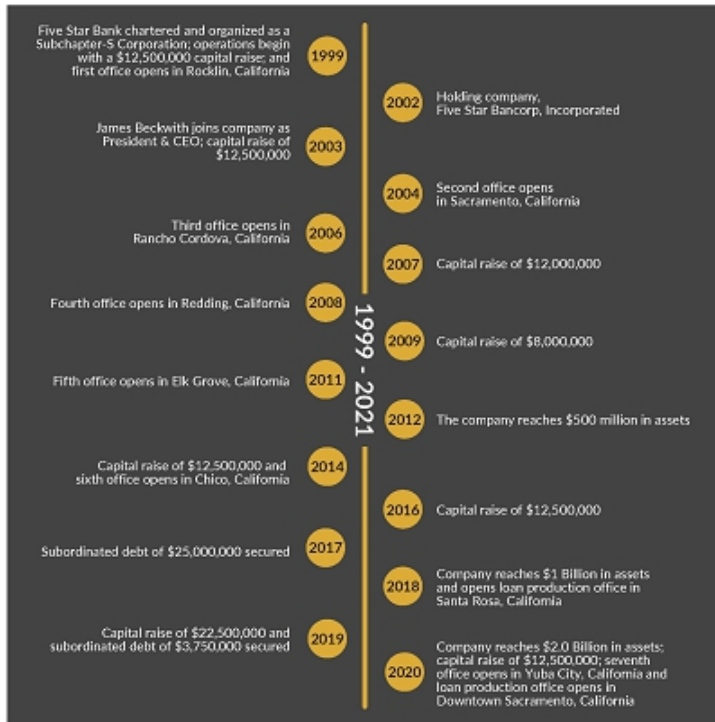 Five Star Bank chartered and organized as a
Subchapter-S Corporation; operations begin
with a $12,500,000 capital raise; and
first office opens in Rocklin, California
1999
2002
Holding company,
Five Star Bancorp, Incorporated
James Beckwith joins company as
President & CEO; capital raise of
$12,500,000
2003
2004
Second office opens
in Sacramento, California
Third office opens in
Rancho Cordova, California
2006
2007
Capital raise of $12,000,000
Fourth office opens in Redding, California
2008
1999 - 2021
2009
Capital raise of $8,000,000
Fifth office opens in Elk Grove, California
2011
2012
The company reaches $500 million in assets
Capital raise of $12,500,000 and
sixth office opens in Chico, California
2014
2016
Capital raise of $12,500,000
Subordinated debt of $25,000,000 secured
2017
2018
Company reaches $1 Billion in assets
and opens loan production office in
Santa Rosa, California
Capital raise of $22,500,000 and
subordinated debt of $3,750,000 secured
2019
2020
Company reaches $2.0 Billion in assets;
capital raise of $12,500,000; seventh
office opens in Yuba City, California and
loan production office opens in
Downtown Sacramento, California